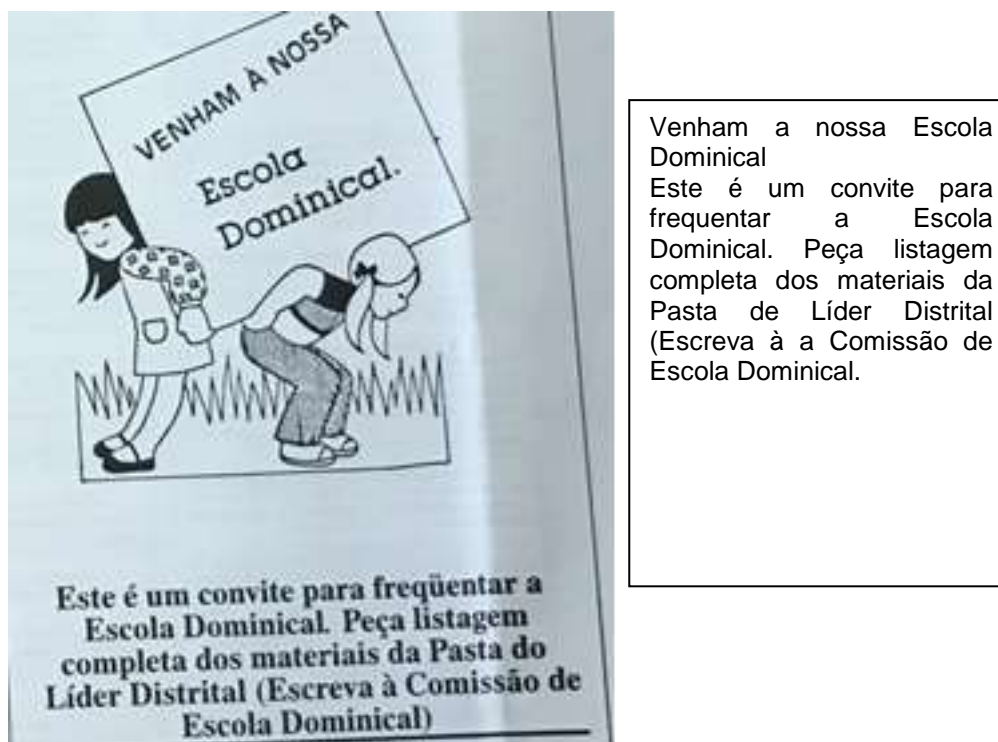 VENHAM À NOSSA
Escola
Dominical.
Este é um convite para freqüentar a
Escola Dominical. Peça listagem
completa dos materiais da Pasta do
Líder Distrital (Escreva à Comissão de
Escola Dominical)
Venham a nossa Escola
Dominical
Este é um convite para
frequentar a Escola
Dominical. Peça listagem
completa dos materiais da
Pasta de Líder Distrital
(Escreva à a Comissão de
Escola Dominical.